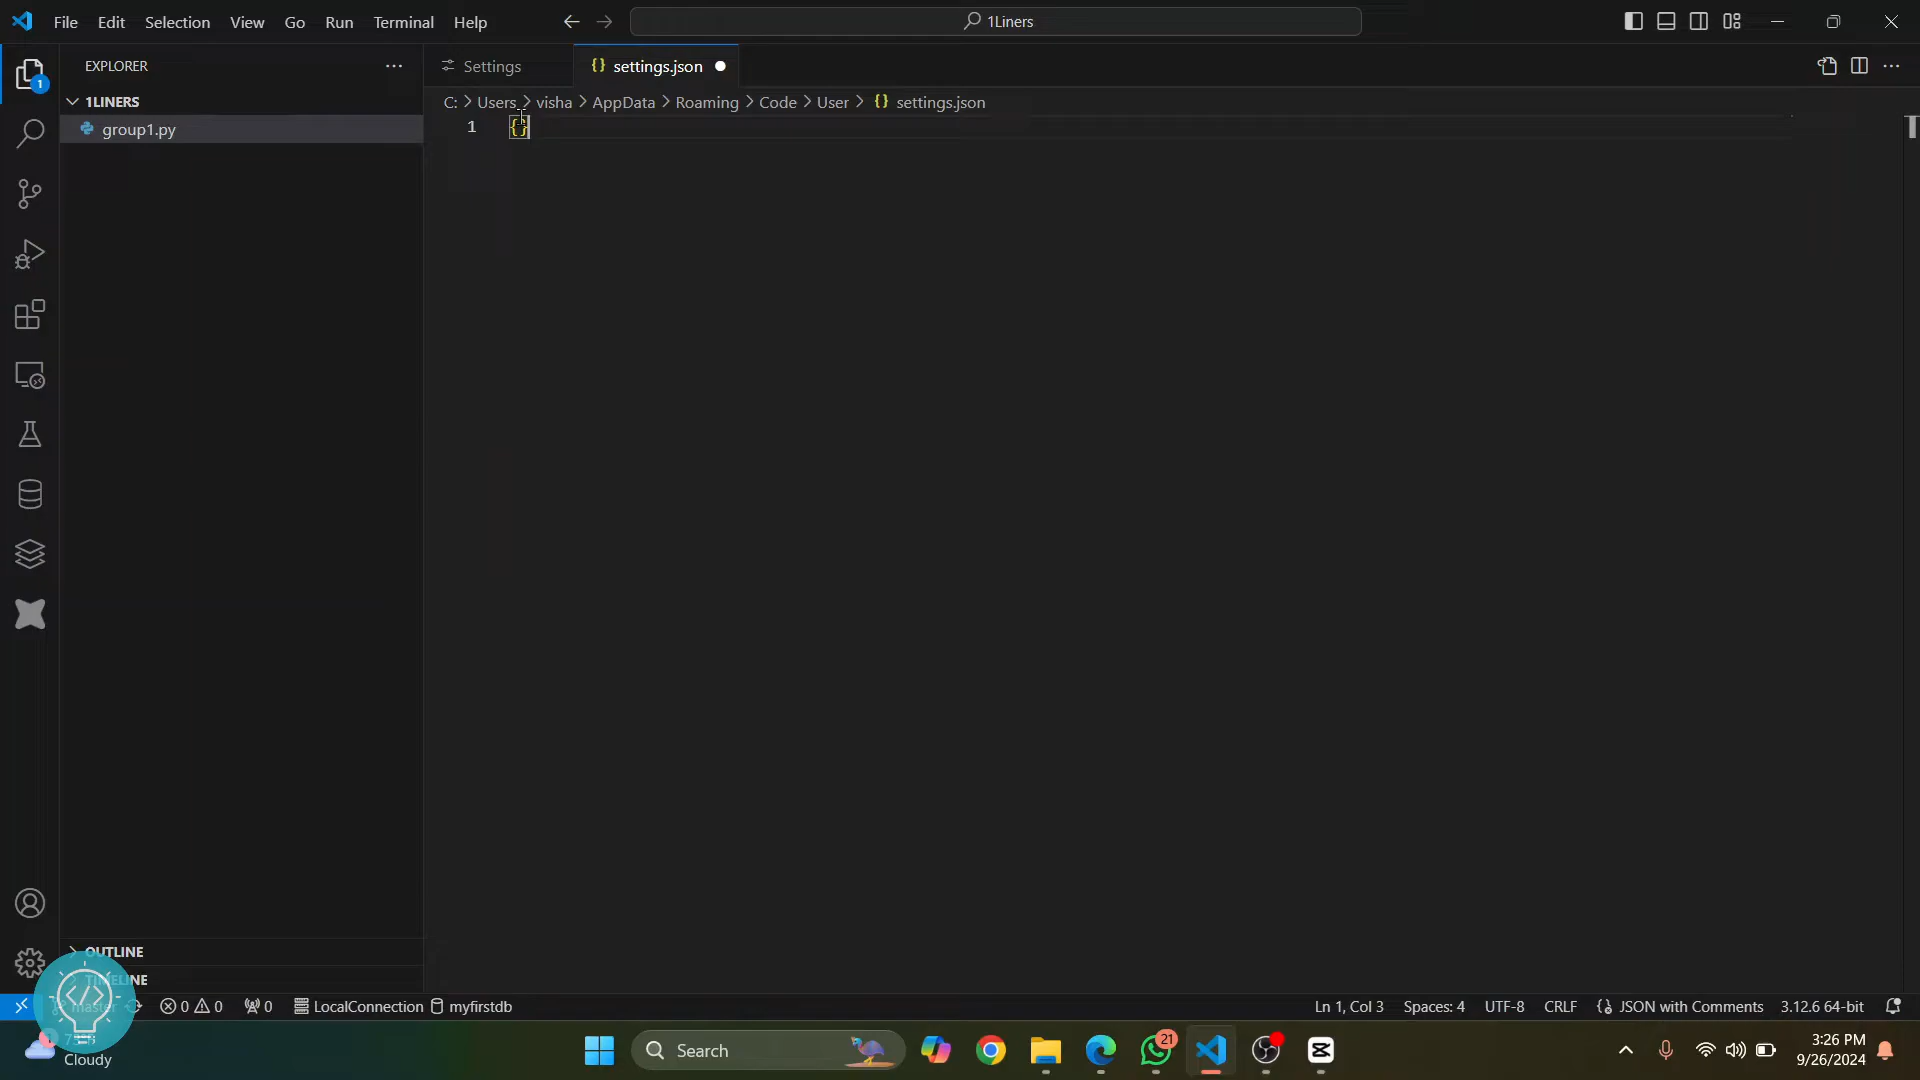 File Edit Selection View Go Run Terminal Help
1Liners
EXPLORER
1
1LINERS
group1.py
Settings
settings.json
C: > Users > visha > AppData > Roaming > Code > User > {} settings.json
1 {}
OUTLINE
TIMELINE
0 0 0 LocalConnection myfirstdb
Ln 1, Col 3 Spaces: 4 UTF-8 CRLF {} JSON with Comments 3.12.6 64-bit
Cloudy
Search
21
3:26 PM
9/26/2024